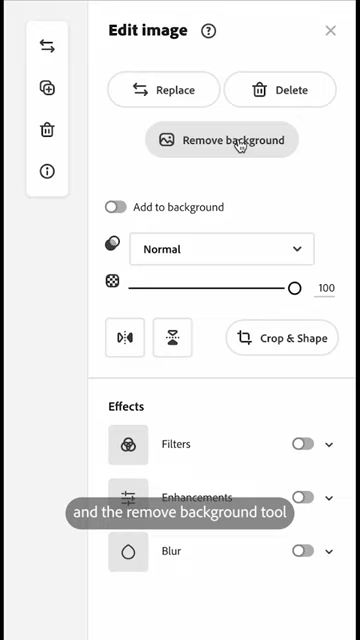 Edit image
Replace
Delete
Remove background
Add to background
Normal
100
Crop & Shape
Effects
Filters
Enhancements
and the remove background tool
Blur